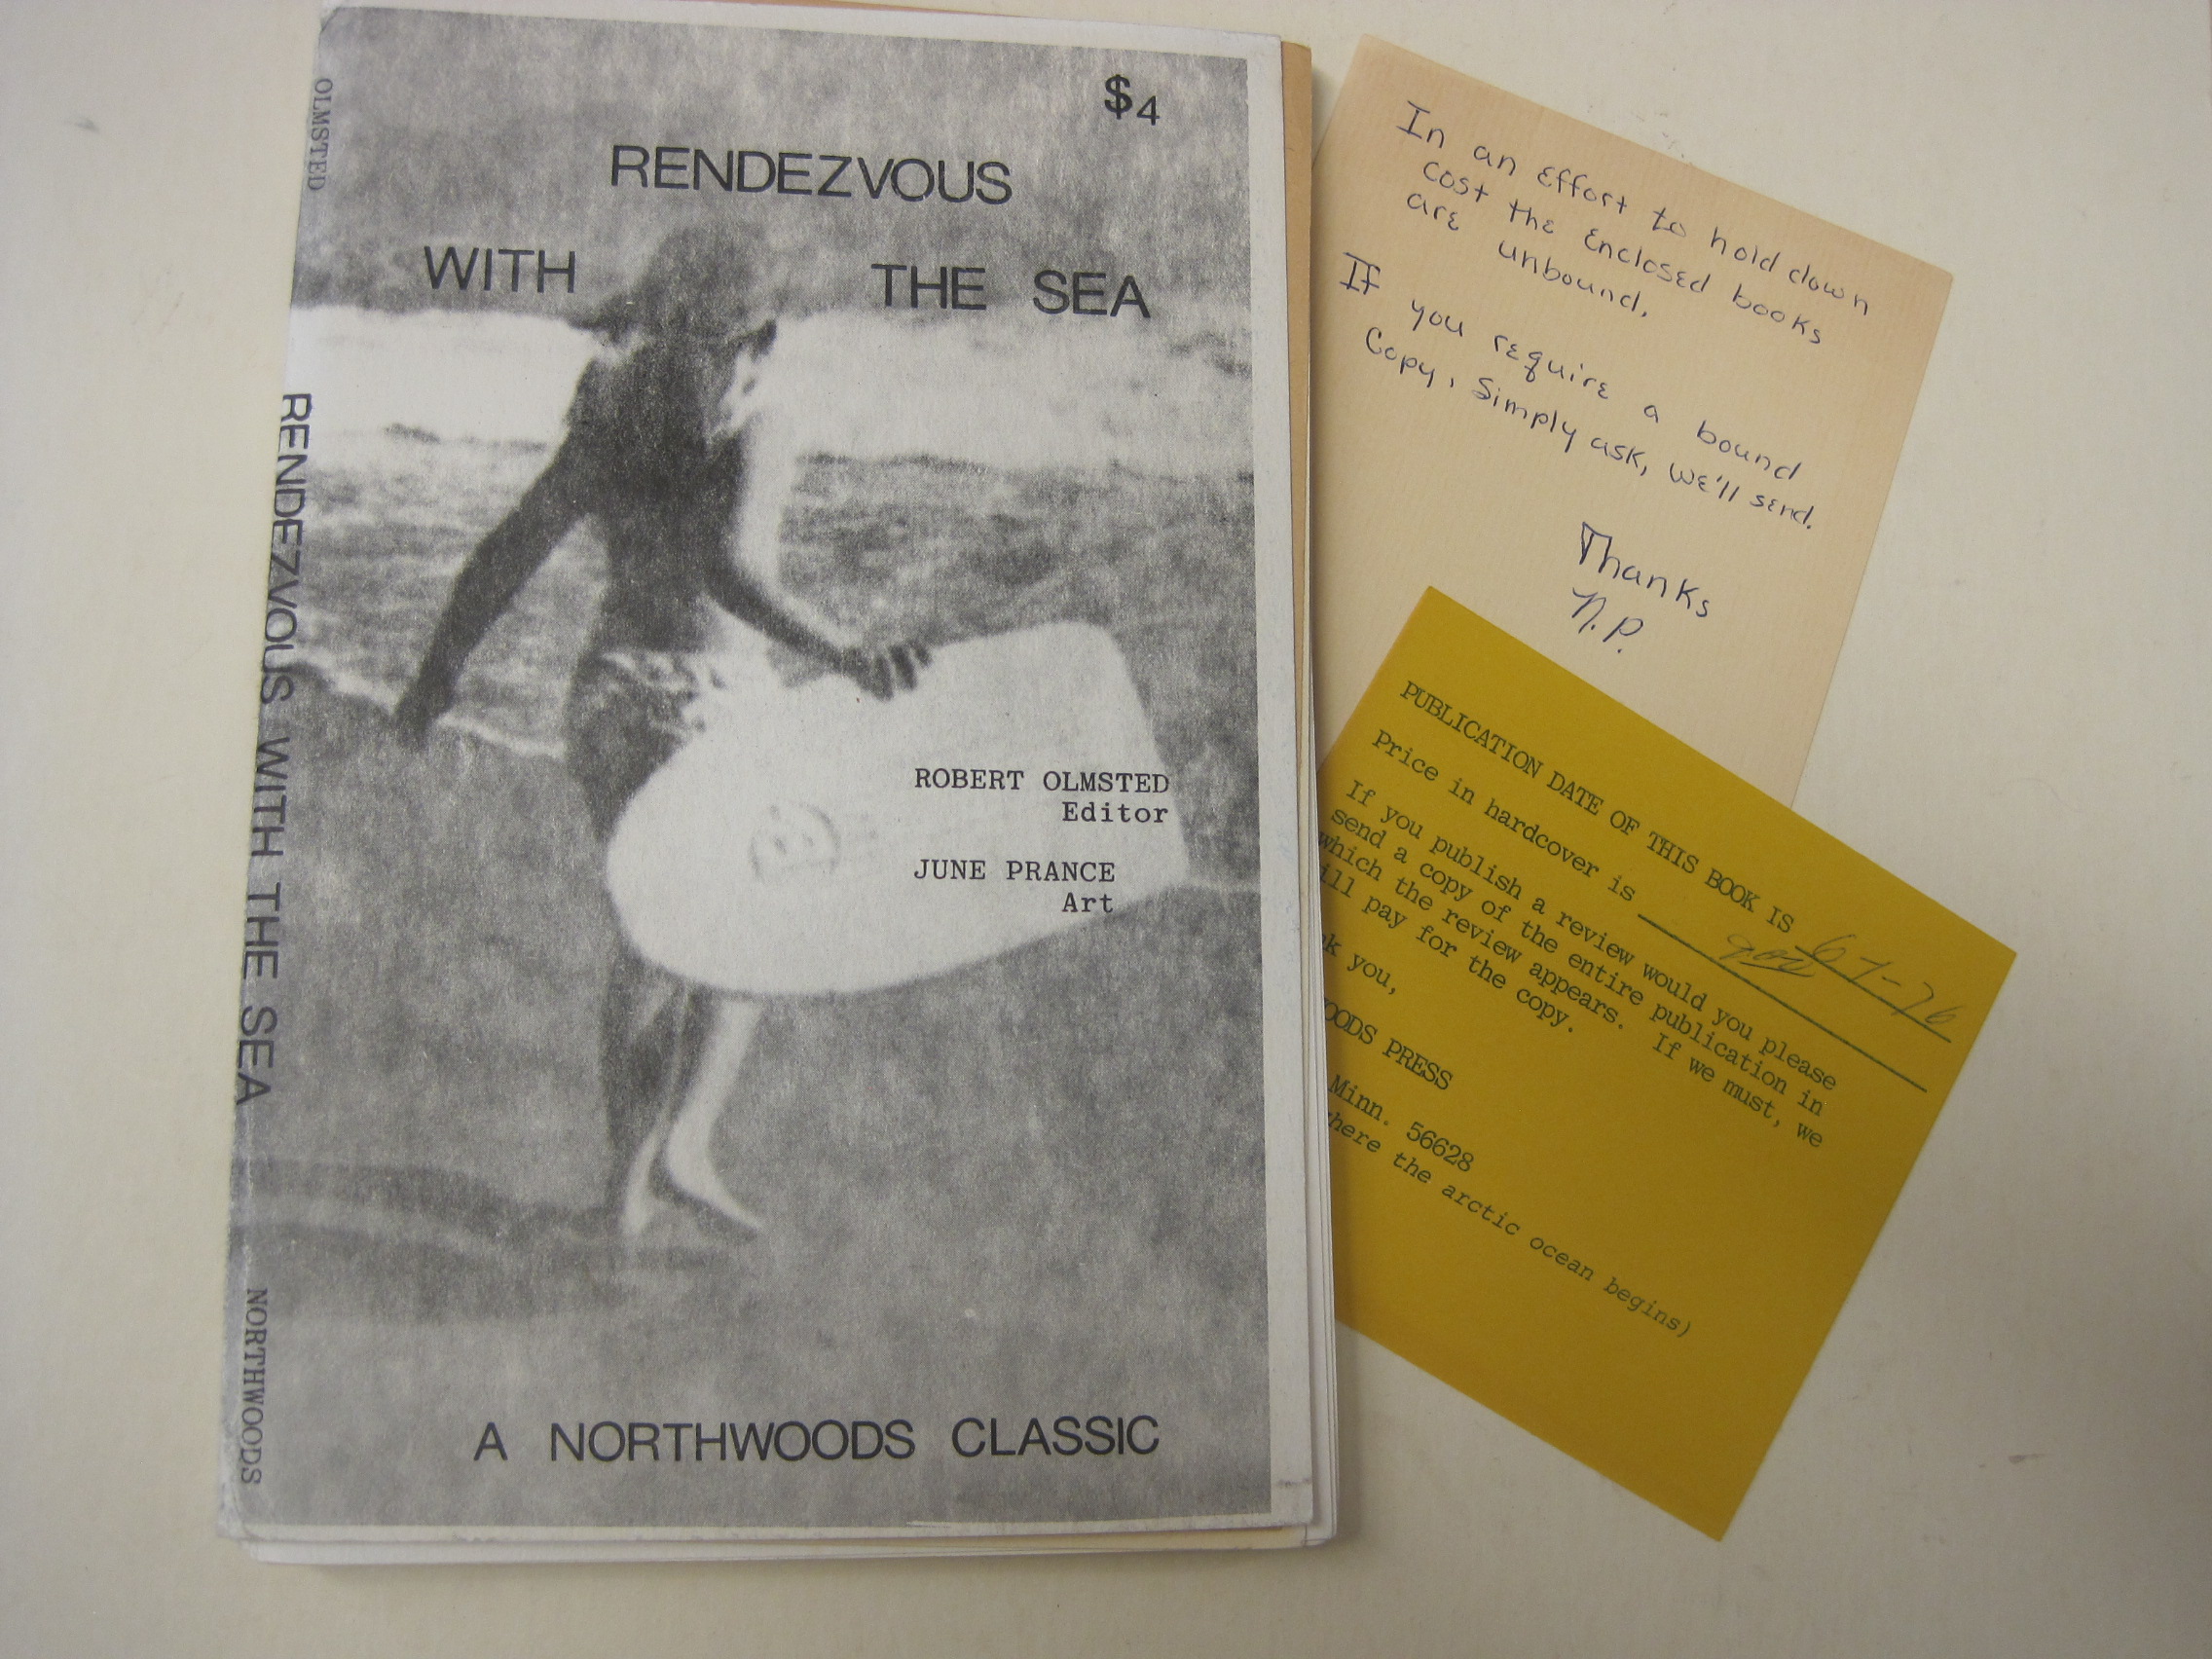 OLMSTED
RENDEZVOUS WITH THE SEA
NORTHWOODS
$4
RENDEZVOUS
WITH THE SEA
ROBERT OLMSTED
Editor
JUNE PRANCE
Art
A NORTHWOODS CLASSIC
In an effort to hold down
cost the enclosed books
are unbound.
If you require a bound
copy, simply ask, we'll send.
Thanks
N.P.
PUBLICATION DATE OF THIS BOOK IS 6-7-76
Price in hardcover is
If you publish a review would you please
send a copy of the entire publication in
which the review appears. If we must, we
ill pay for the copy.
k you,
OODS PRESS
Minn. 56628
here the arctic ocean begins)